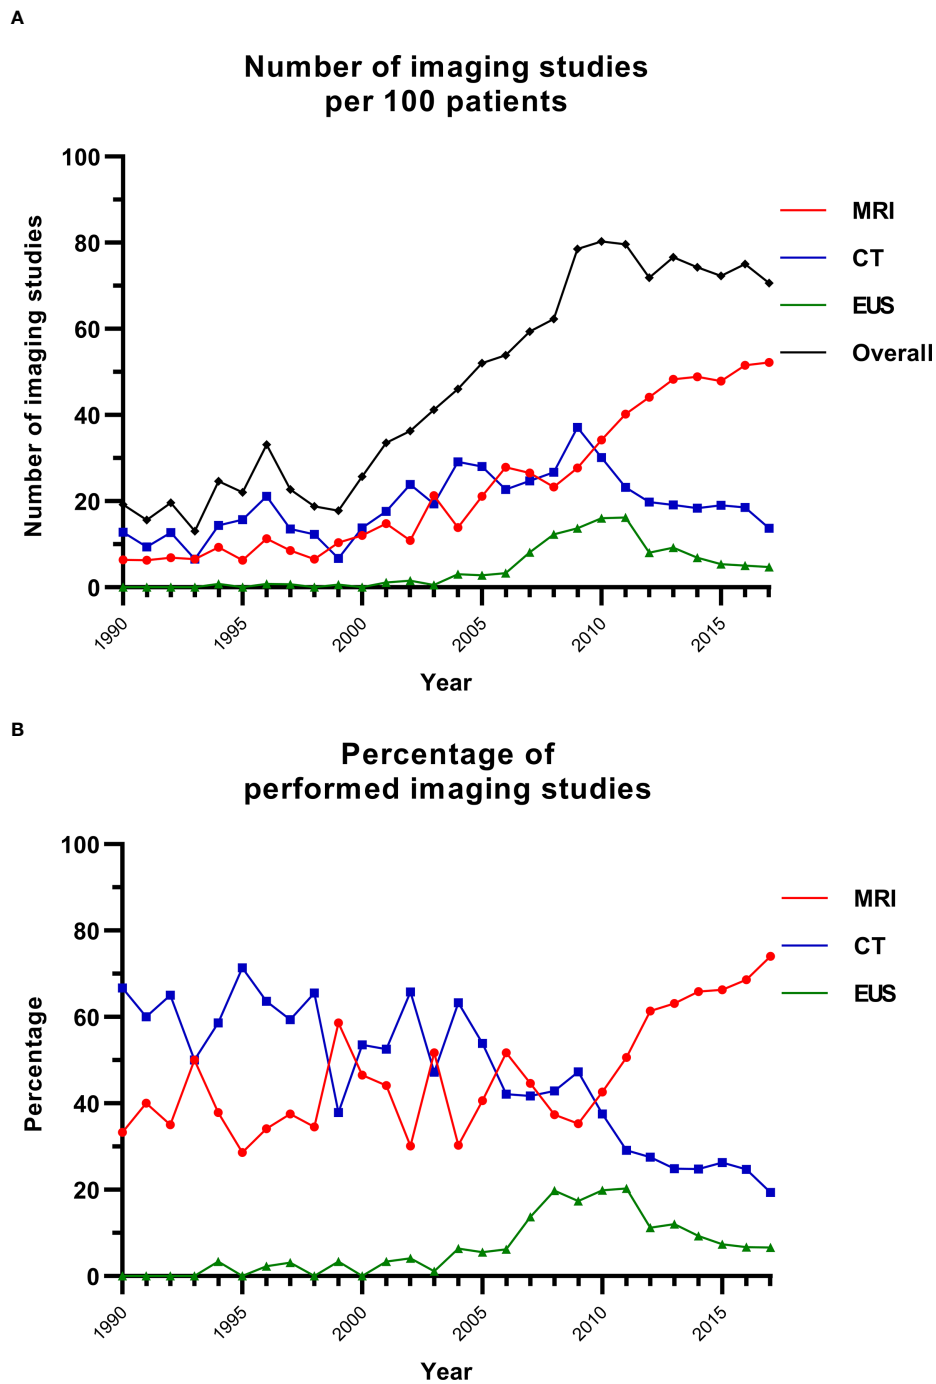 A
Number of imaging studies
per 100 patients
Number of imaging studies
100
80
60
40
20
0
1990
1995
2000
2005
2010
2015
Year
MRI
CT
EUS
Overall
B
Percentage of
performed imaging studies
Percentage
100
80
60
40
20
0
1990
1995
2000
2005
2010
2015
Year
MRI
CT
EUS